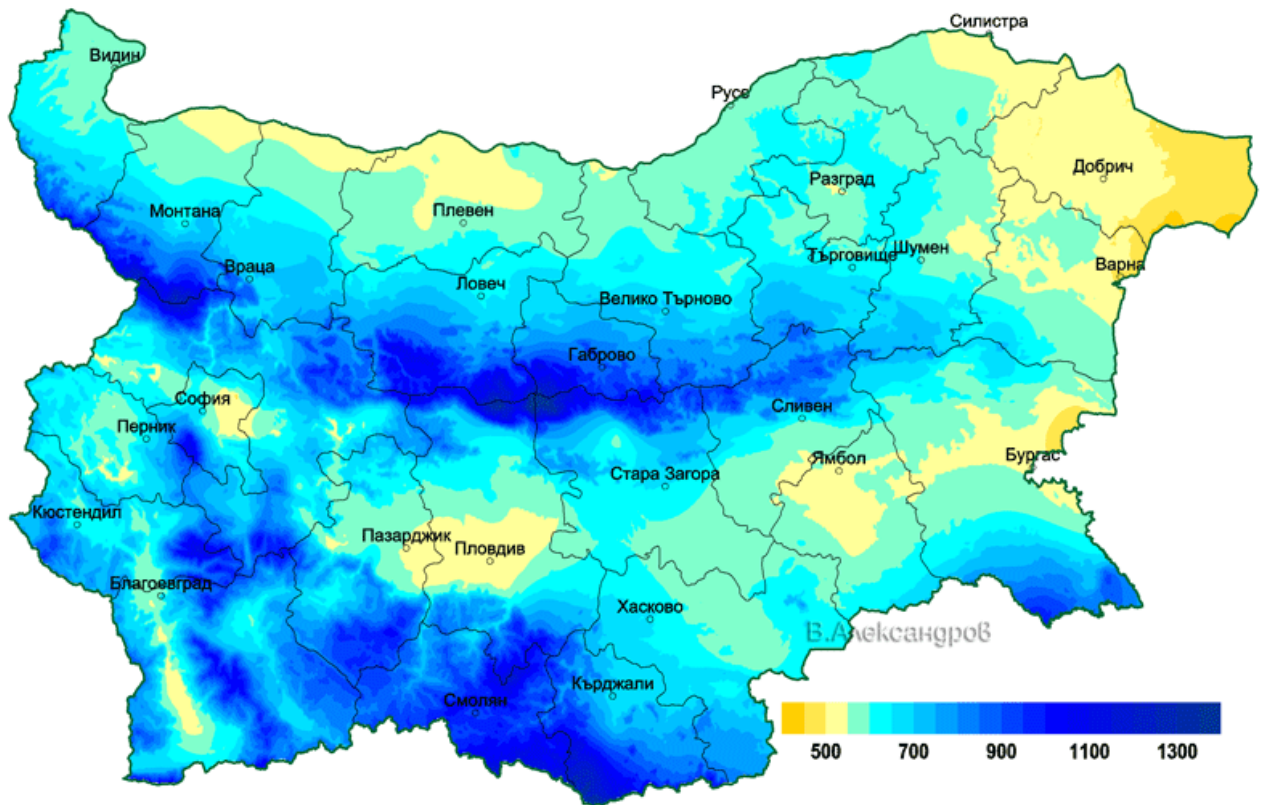 Силистра
Видин
Русе
Добрич
Разград
Монтана
Плевен
Търговище
Шумен
Варна
Враца
Ловеч
Велико Търново
Габрово
София
Перник
Сливен
Ямбол
Бургас
Стара Загора
Кюстендил
Пазарджик
Пловдив
Благоевград
Хасково
В.Александров
Кърджали
Смолян
500 700 900 1100 1300